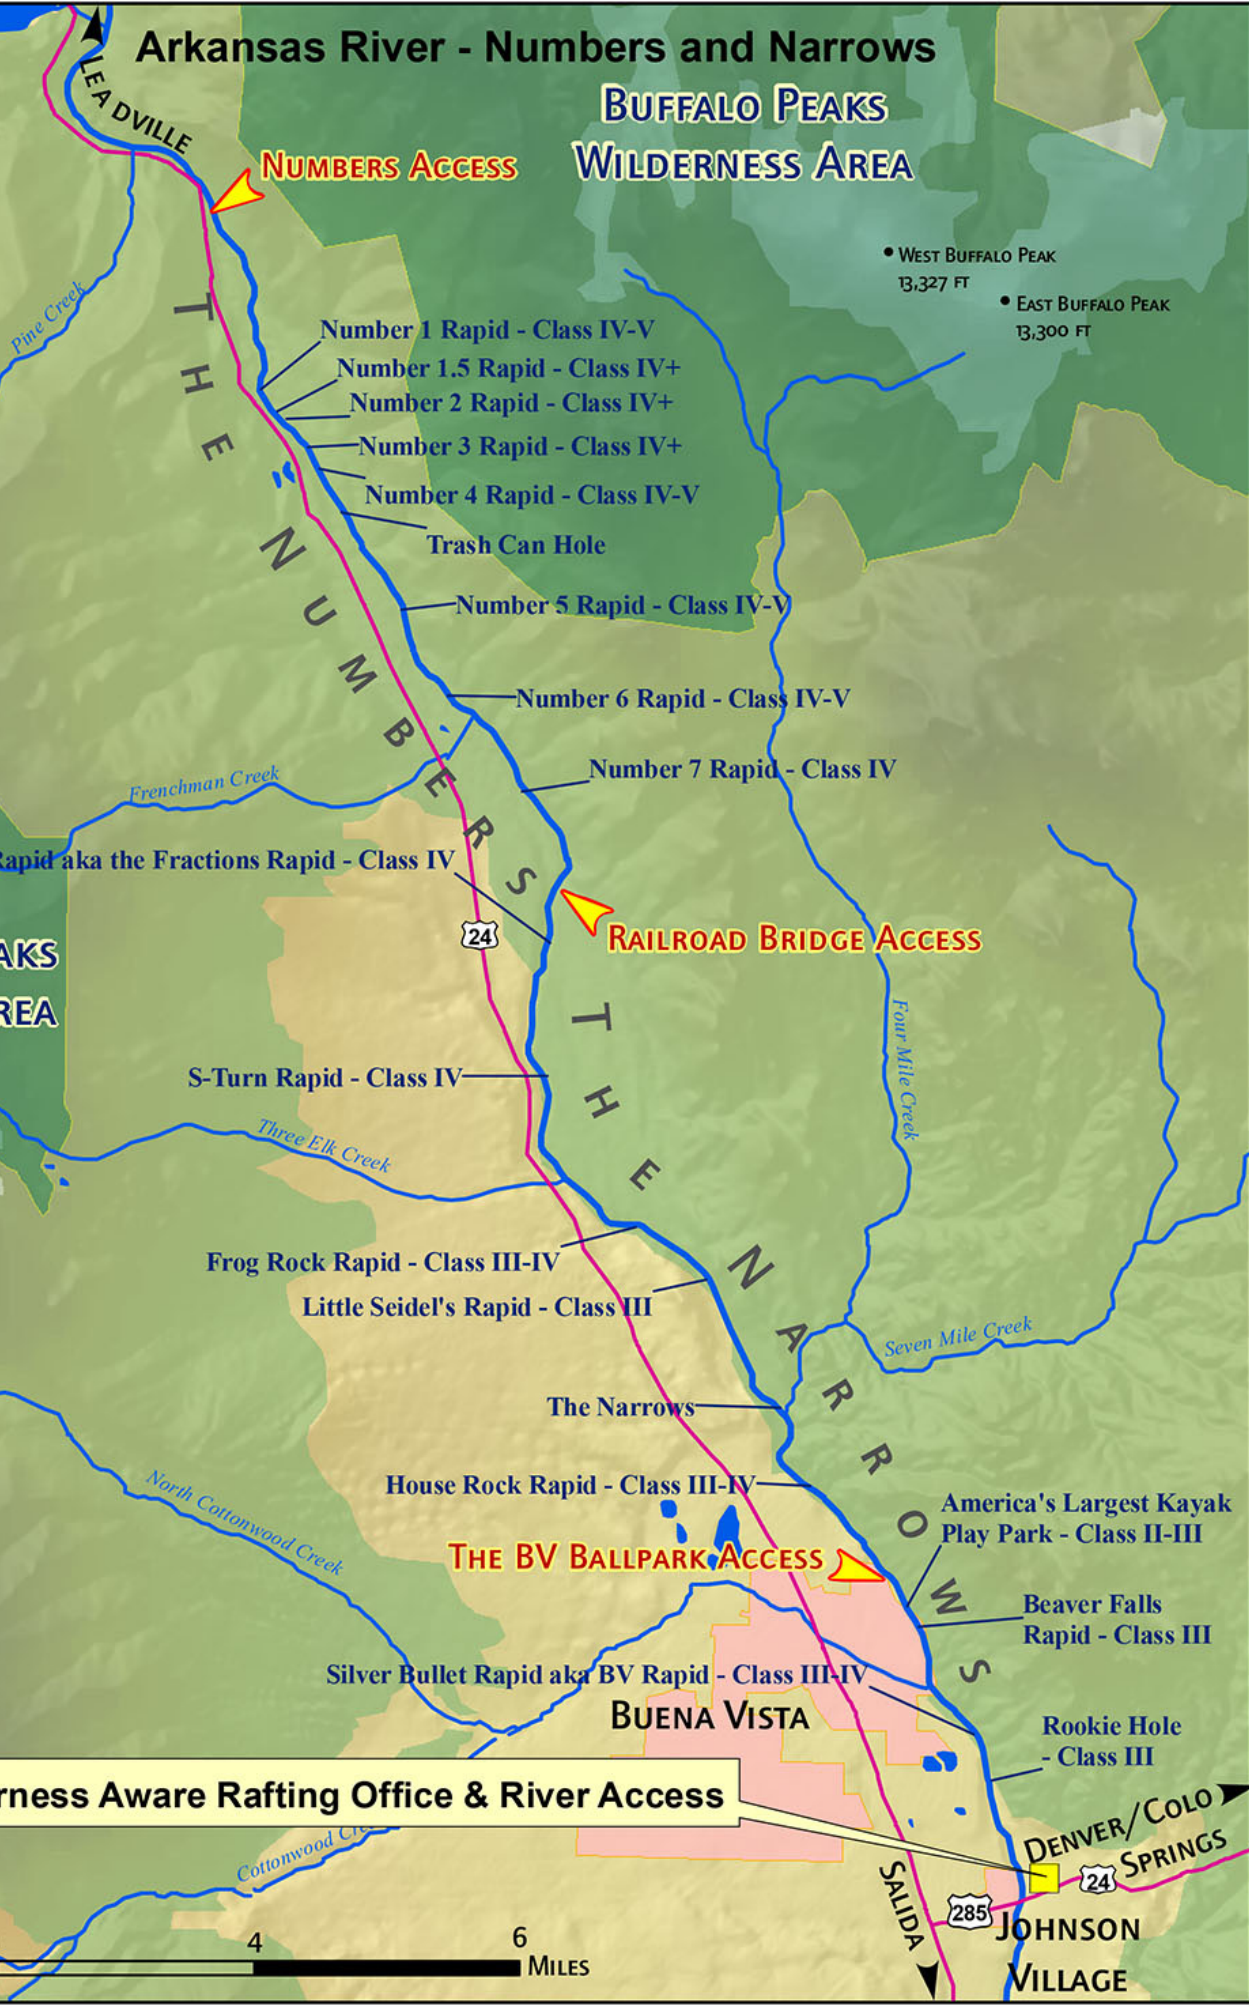 Arkansas River - Numbers and Narrows
LEADVILLE
BUFFALO PEAKS
WILDERNESS AREA
NUMBERS ACCESS
WEST BUFFALO PEAK
13,327 FT
EAST BUFFALO PEAK
13,300 FT
Pine Creek
THE NUMBERS
Number 1 Rapid - Class IV-V
Number 1.5 Rapid - Class IV+
Number 2 Rapid - Class IV+
Number 3 Rapid - Class IV+
Number 4 Rapid - Class IV-V
Trash Can Hole
Number 5 Rapid - Class IV-V
Number 6 Rapid - Class IV-V
Number 7 Rapid - Class IV
Frenchman Creek
Rapid aka the Fractions Rapid - Class IV
24
RAILROAD BRIDGE ACCESS
AKS
REA
THE NARROWS
Four Mile Creek
S-Turn Rapid - Class IV
Three Elk Creek
Frog Rock Rapid - Class III-IV
Little Seidel's Rapid - Class III
Seven Mile Creek
The Narrows
House Rock Rapid - Class III-IV
North Cottonwood Creek
America's Largest Kayak
Play Park - Class II-III
THE BV BALLPARK ACCESS
Beaver Falls
Rapid - Class III
Silver Bullet Rapid aka BV Rapid - Class III-IV
BUENA VISTA
Rookie Hole
- Class III
rness Aware Rafting Office & River Access
Cottonwood Cre
DENVER/COLO
SPRINGS
24
SALIDA
285
JOHNSON
VILLAGE
4
6
MILES